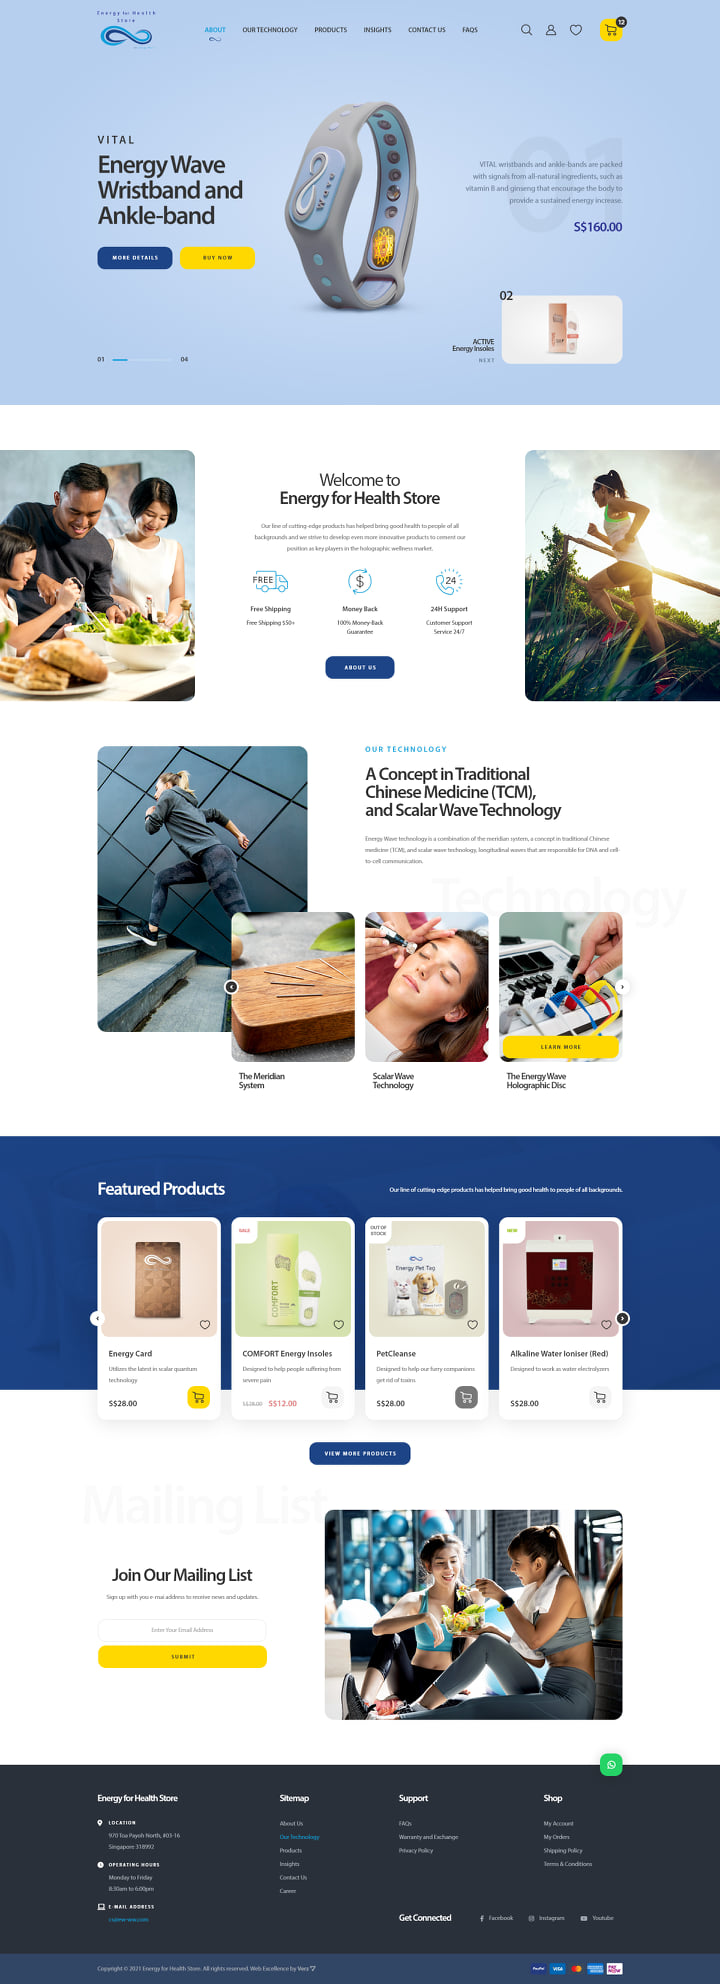 Energy for Health
Store
ABOUT
OUR TECHNOLOGY
PRODUCTS
INSIGHTS
CONTACT US
FAQS
12
VITAL
Energy Wave
Wristband and
Ankle-band
MORE DETAILS
BUY NOW
01
04
01
VITAL wristbands and ankle-bands are packed
with signals from all-natural ingredients, such as
vitamin B and ginseng that encourage the body to
provide a sustained energy increase.
S$160.00
02
ACTIVE
Energy Insoles
NEXT
Welcome to
Energy for Health Store
Our line of cutting-edge products has helped bring good health to people of all
backgrounds and we strive to develop even more innovative products to cement our
position as key players in the holographic wellness market.
FREE
$
24
Free Shipping
Free Shipping $50+
Money Back
100% Money-Back
Guarantee
24H Support
Customer Support
Service 24/7
ABOUT US
OUR TECHNOLOGY
A Concept in Traditional
Chinese Medicine (TCM),
and Scalar Wave Technology
Energy Wave technology is a combination of the meridian system, a concept in traditional Chinese
medicine (TCM), and scalar wave technology, longitudinal waves that are responsible for DNA and cell-
to-cell communication.
Technology
LEARN MORE
The Meridian
System
Scalar Wave
Technology
The Energy Wave
Holographic Disc
Featured Products
Our line of cutting-edge products has helped bring good health to people of all backgrounds.
Energy Card
Utilizes the latest in scalar quantum
technology
S$28.00
SALE
COMFORT
COMFORT Energy Insoles
Designed to help people suffering from
severe pain
S$28.00
S$12.00
OUT OF
STOCK
Energy Pet Tag
PetCleanse
Designed to help our furry companions
get rid of toxins
S$28.00
NEW
Alkaline Water Ioniser (Red)
Designed to work as water electrolyzers
S$28.00
VIEW MORE PRODUCTS
Mailing List
Join Our Mailing List
Sign up with you e-mai address to receive news and updates.
Enter Your Email Address
SUBMIT
Energy for Health Store
LOCATION
970 Toa Payoh North, #03-16
Singapore 318992
OPERATING HOURS
Monday to Friday
8:30am to 6:00pm
E-MAIL ADDRESS
cs@ew-ww.com
Sitemap
About Us
Our Technology
Products
Insights
Contact Us
Career
Support
FAQs
Warranty and Exchange
Privacy Policy
Shop
My Account
My Orders
Shipping Policy
Terms & Conditions
Get Connected
Facebook
Instagram
Youtube
Copyright © 2021 Energy for Health Store. All rights reserved. Web Excellence by Verz
PayPal
VISA
PAY
NOW